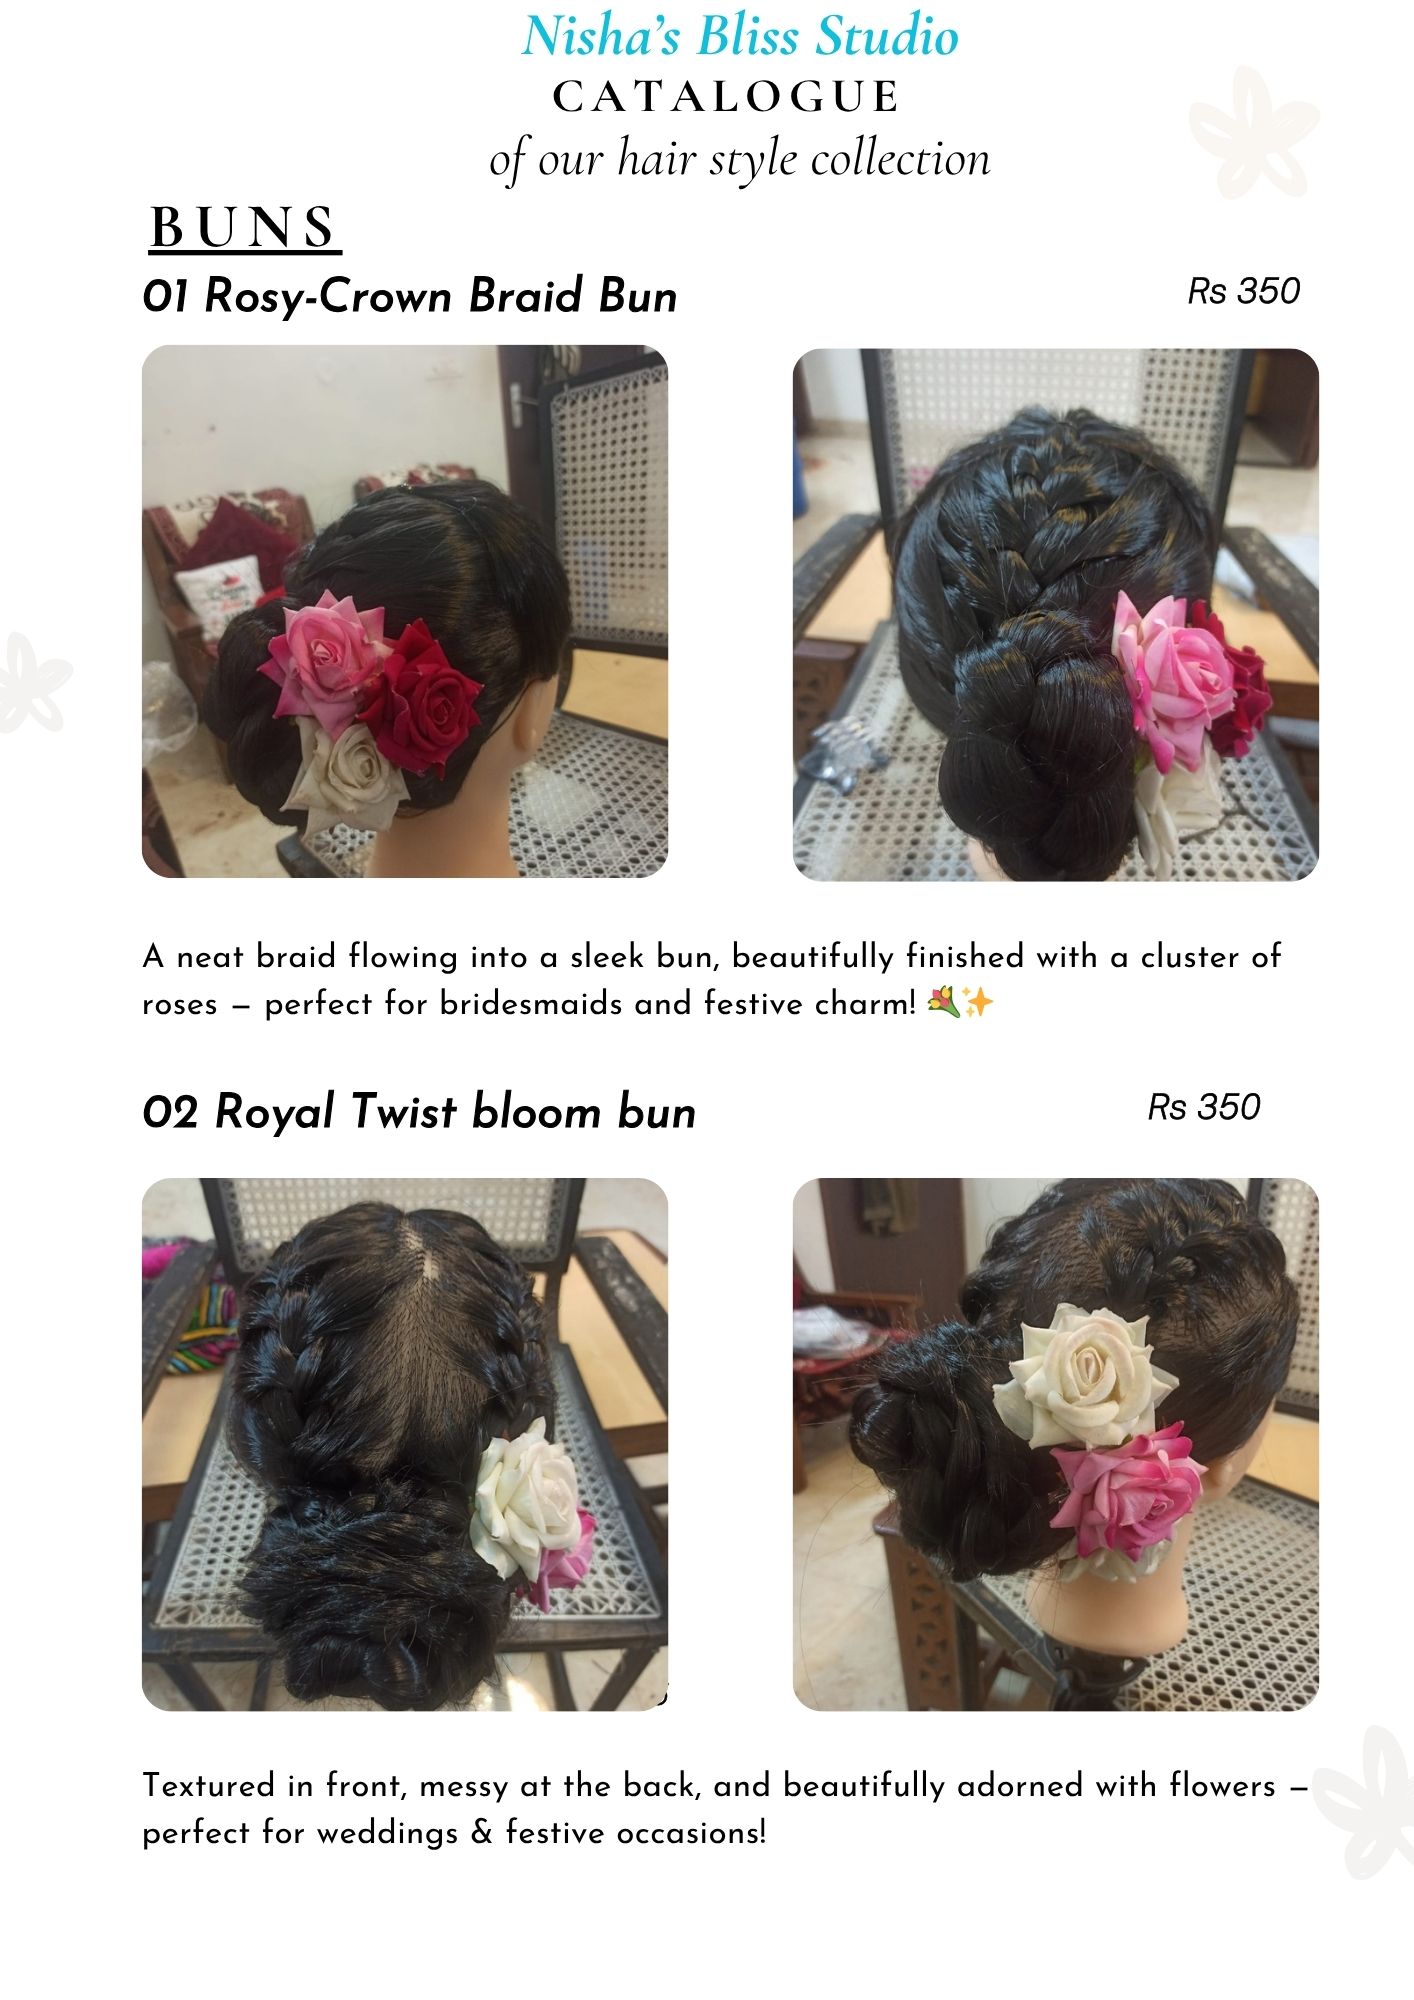 Nisha's Bliss Studio
CATALOGUE
of our hair style collection
BUNS
01 Rosy-Crown Braid Bun
Rs 350
A neat braid flowing into a sleek bun, beautifully finished with a cluster of
roses – perfect for bridesmaids and festive charm! 💐✨
02 Royal Twist bloom bun
Rs 350
Textured in front, messy at the back, and beautifully adorned with flowers –
perfect for weddings & festive occasions!